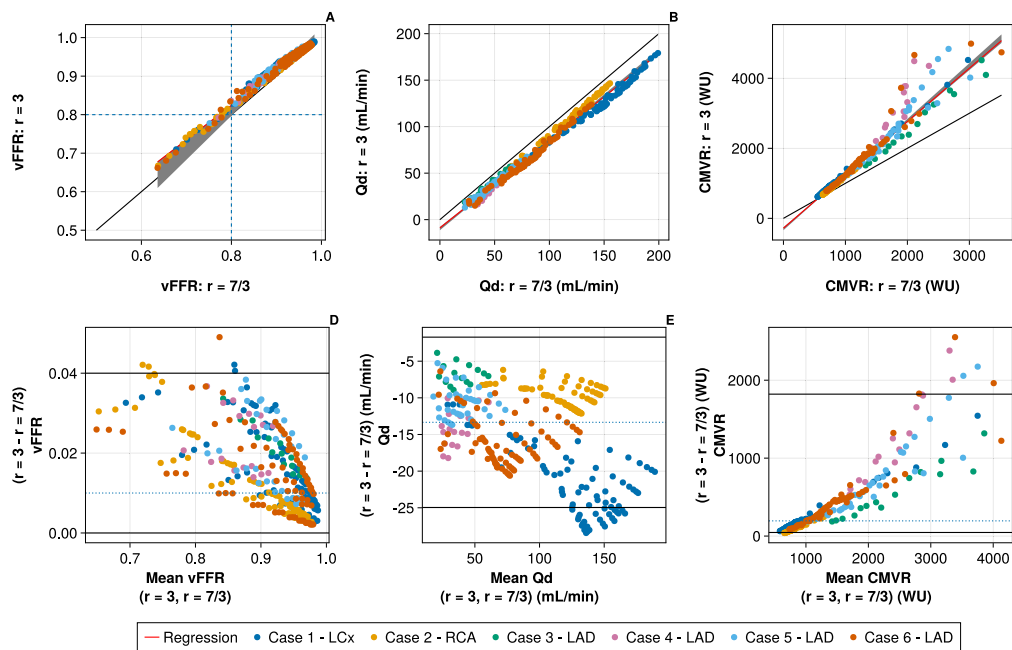 A
B
1.0
0.9
0.8
0.7
0.6
0.5
vFFR: r = 3
0.6
0.8
1.0
vFFR: r = 7/3
200
150
100
50
0
Qd: r = 3 (mL/min)
0
50
100
150
200
Qd: r = 7/3 (mL/min)
4000
2000
0
CMVR: r = 3 (WU)
0
1000
2000
3000
CMVR: r = 7/3 (WU)
D
E
0.04
0.02
0.00
(r = 3 - r = 7/3)
vFFR
0.7
0.8
0.9
1.0
Mean vFFR
(r = 3, r = 7/3)
-5
-10
-15
-20
-25
(r = 3 - r = 7/3) (mL/min)
Qd
50
100
150
Mean Qd
(r = 3, r = 7/3) (mL/min)
2000
1000
0
(r = 3 - r = 7/3) (WU)
CMVR
1000
2000
3000
4000
Mean CMVR
(r = 3, r = 7/3) (WU)
Regression Case 1 - LCx Case 2 - RCA Case 3 - LAD Case 4 - LAD Case 5 - LAD Case 6 - LAD